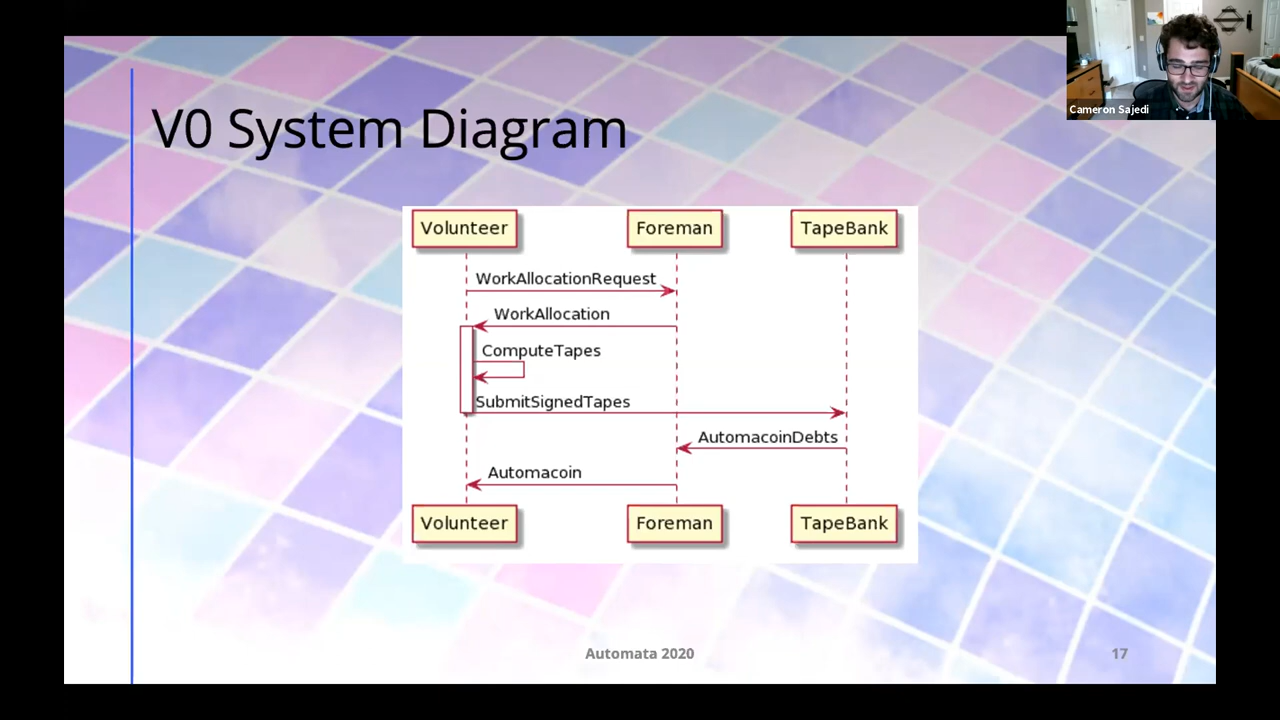 Cameron Sajedi
V0 System Diagram
Volunteer
Foreman
TapeBank
WorkAllocationRequest
WorkAllocation
ComputeTapes
SubmitSignedTapes
AutomacoinDebts
Automacoin
Volunteer
Foreman
TapeBank
Automata 2020
17